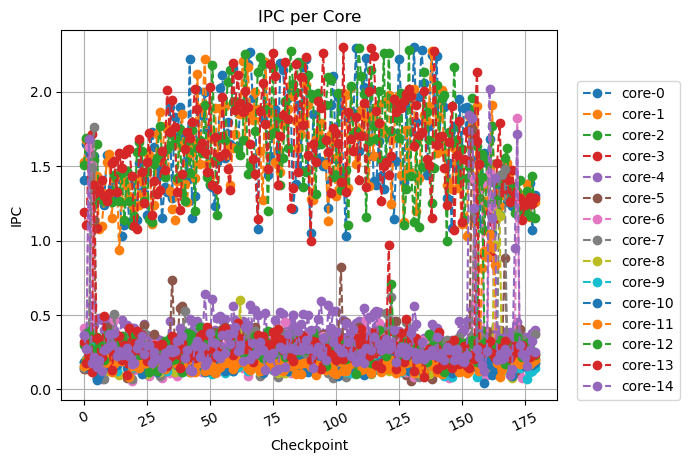 IPC per Core
IPC
2.0
1.5
1.0
0.5
0.0
0
25
50
75
100
125
150
175
Checkpoint
core-0
core-1
core-2
core-3
core-4
core-5
core-6
core-7
core-8
core-9
core-10
core-11
core-12
core-13
core-14